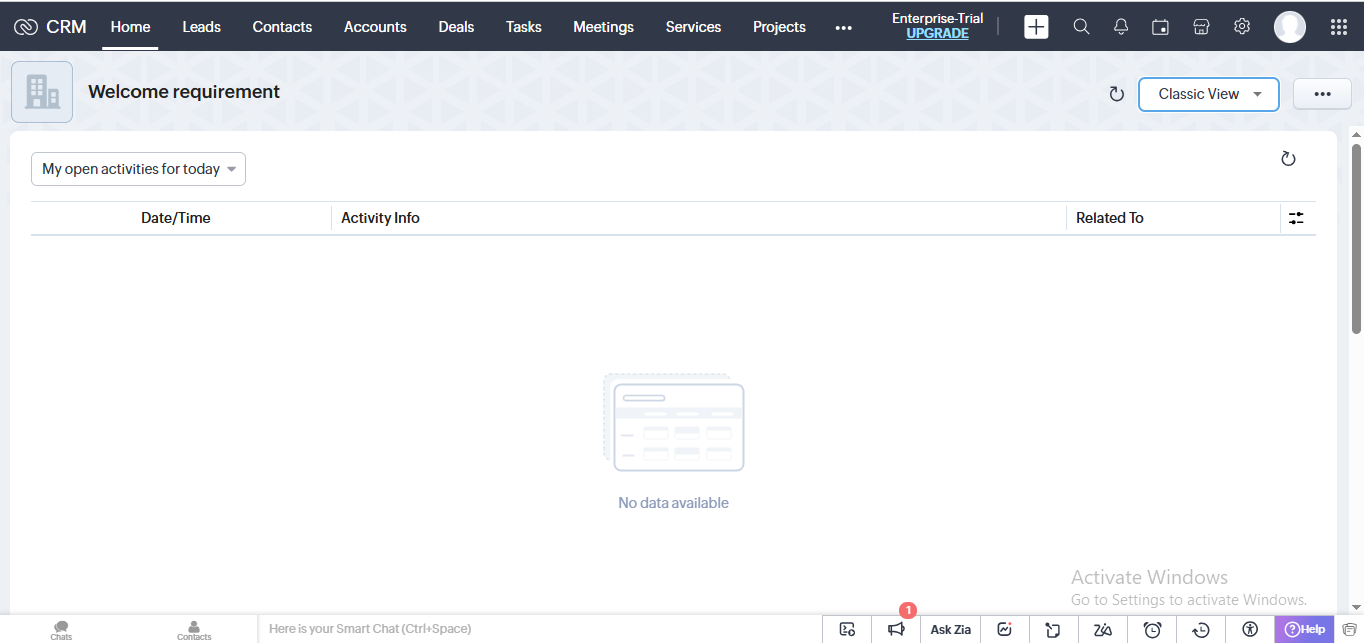 CRM Home Leads Contacts Accounts Deals Tasks Meetings Services Projects ••• Enterprise-Trial
UPGRADE
Welcome requirement
Classic View
My open activities for today
Date/Time Activity Info Related To
No data available
Activate Windows
Go to Settings to activate Windows.
1
Chats Contacts Here is your Smart Chat (Ctrl+Space) Ask Zia Help